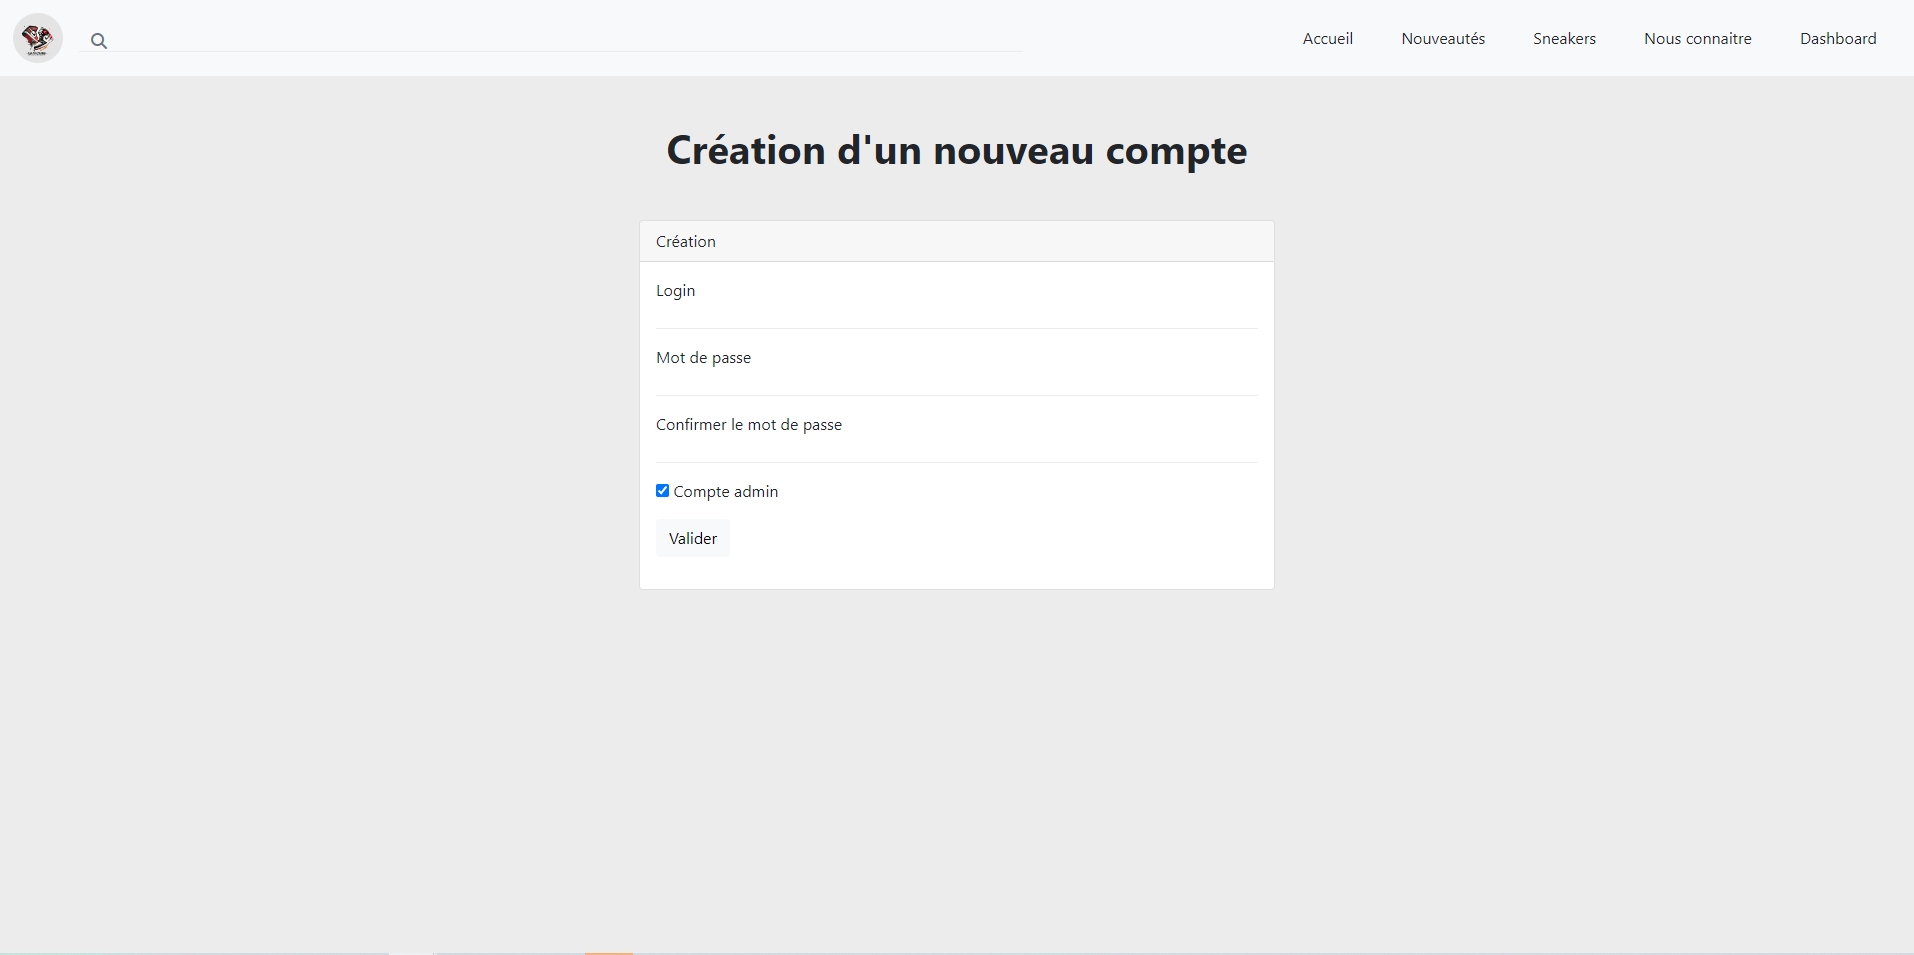 Accueil Nouveautés Sneakers Nous connaitre Dashboard
Création d'un nouveau compte
Création
Login
Mot de passe
Confirmer le mot de passe
Compte admin
Valider